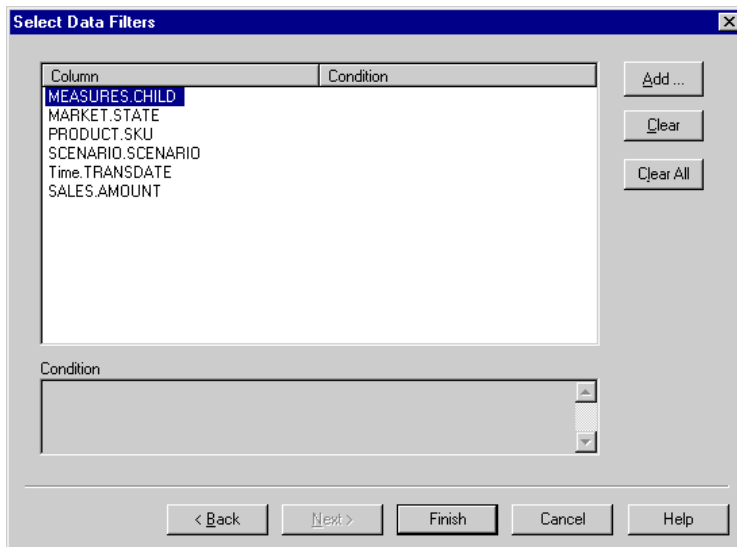 Select Data Filters
Column Condition
MEASURES.CHILD
MARKET.STATE
PRODUCT.SKU
SCENARIO.SCENARIO
Time.TRANSDATE
SALES.AMOUNT
Add ...
Clear
Clear All
Condition
< Back Next > Finish Cancel Help